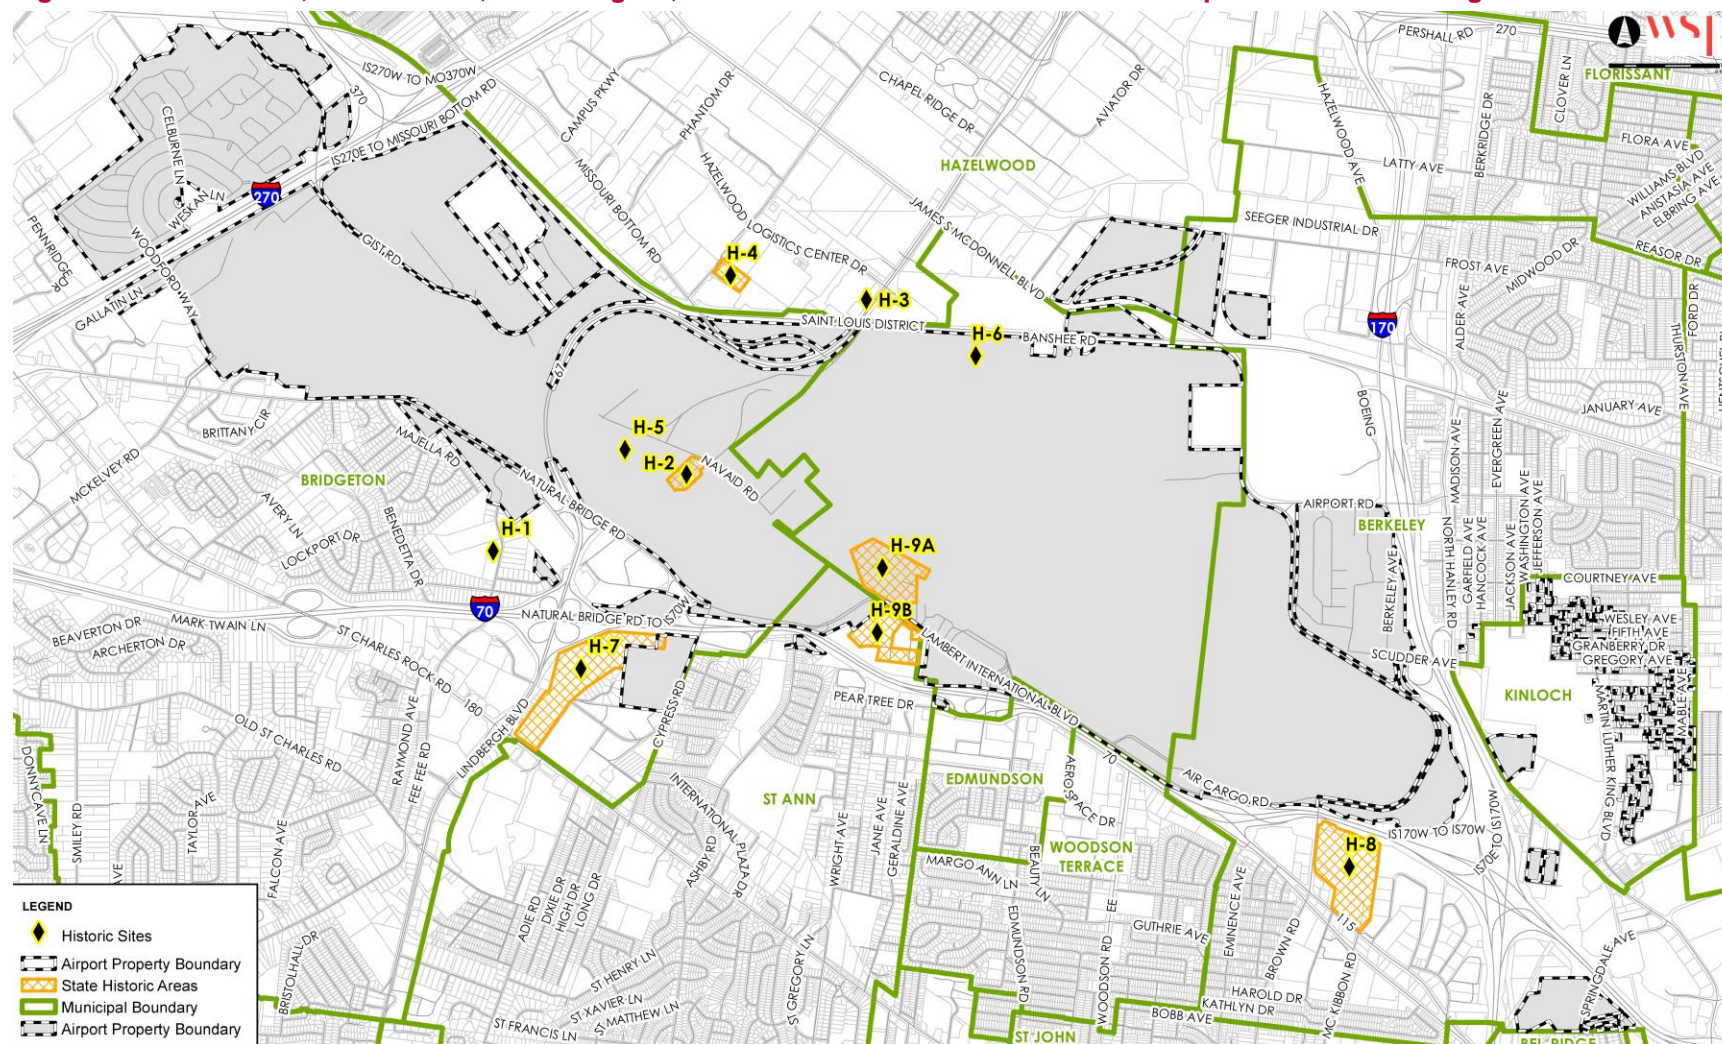 PERSHALL RD
270
wsp
FLORISSANT
CLOVER LN
IS270W TO MO370W
370
CAMPUS PKWY
PHANTOM DR
CHAPEL RIDGE DR
AVIATOR DR
HAZELWOOD AVE
BERKRIDGE DR
FLORA AVE
CELBURNE LN
IS270E TO MISSOURI BOTTOM RD
HAZELWOOD
LATTY AVE
WILLIAMS BLVD
ANISTASIA AVE
ELBRING AVE
WESKAN LN
270
MISSOURI BOTTOM RD
HAZELWOOD LOGISTICS CENTER DR
JAMES S MCDONNELL BLVD
SEEGER INDUSTRIAL DR
REASOR DR
PENNRIDGE DR
WOODFORD WAY
GIST RD
H-4
FROST AVE
MIDWOOD DR
GALLATIN LN
H-3
SAINT LOUIS DISTRICT
H-6
BANSHEE RD
170
ALDER AVE
FORD DR
THURSTON AVE
67
BOEING
JANUARY AVE
BRITTANY CIR
MAJELLA RD
H-5
H-2
NAVAID RD
MCKELVEY RD
BRIDGETON
NATURAL BRIDGE RD
EVERGREEN AVE
MADISON AVE
AVERY LN
BENEDETTA DR
LOCKPORT DR
H-1
AIRPORT RD
BERKELEY
NORTH HANLEY RD
GARFIELD AVE
HANCOCK AVE
JACKSON AVE
WASHINGTON AVE
JEFFERSON AVE
H-9A
COURTNEY AVE
BERKELEY AVE
70
NATURAL BRIDGE RD TO IS70W
H-9B
WESLEY AVE
FIFTH AVE
GRANBERRY DR
GREGORY AVE
BEAVERTON DR
MARK TWAIN LN
ARCHERTON DR
ST CHARLES ROCK RD
180
H-7
LAMBERT INTERNATIONAL BLVD
SCUDDER AVE
KINLOCH
MARTIN LUTHER KING BLVD
MABLE AVE
PEAR TREE DR
CYPRESS RD
LINDBERGH BLVD
OLD ST CHARLES RD
RAYMOND AVE
FEE FEE RD
DONNYCAVE LN
SMILEY RD
TAYLOR AVE
FALCON AVE
AVE
INTERNATIONAL PLAZA DR
ASHBY RD
ST ANN
WRIGHT AVE
JANE AVE
GERALDINE AVE
EDMUNDSON
70
AEROSPACE DR
AIR CARGO RD
IS170W TO IS70W
IS70E TO IS170W
WOODSON
TERRACE
BEAUTY
MARGO ANN LN
H-8
ADIE RD
DIXIE DR
HIGH DR
LONG DR
EE
GUTHRIE AVE
EMINENCE AVE
BROWN RD
115
EDMUNDSON RD
WOODSON RD
ST GREGORY LN
ST HENRY LN
ST XAVIER LN
ST MATTHEW LN
ST FRANCIS LN
BRISTOLHALL DR
HAROLD DR
KATHLYN DR
BOBB AVE
MC KIBBON RD
SPRINGDALE AVE
ST JOHN
BEL-RIDGE
LEGEND
Historic Sites
Airport Property Boundary
State Historic Areas
Municipal Boundary
Airport Property Boundary